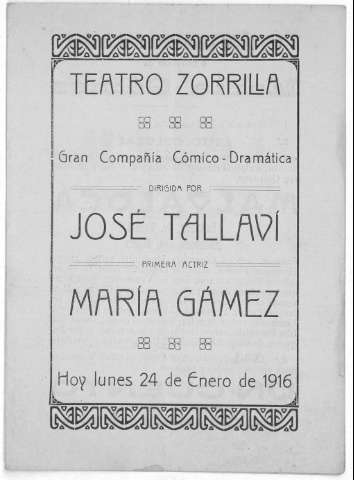 TEATRO ZORRILLA
Gran Compañía Cómico-Dramática
DIRIGIDA POR
JOSÉ TALLAVÍ
PRIMERA ACTRIZ
MARÍA GÁMEZ
Hoy lunes 24 de Enero de 1916